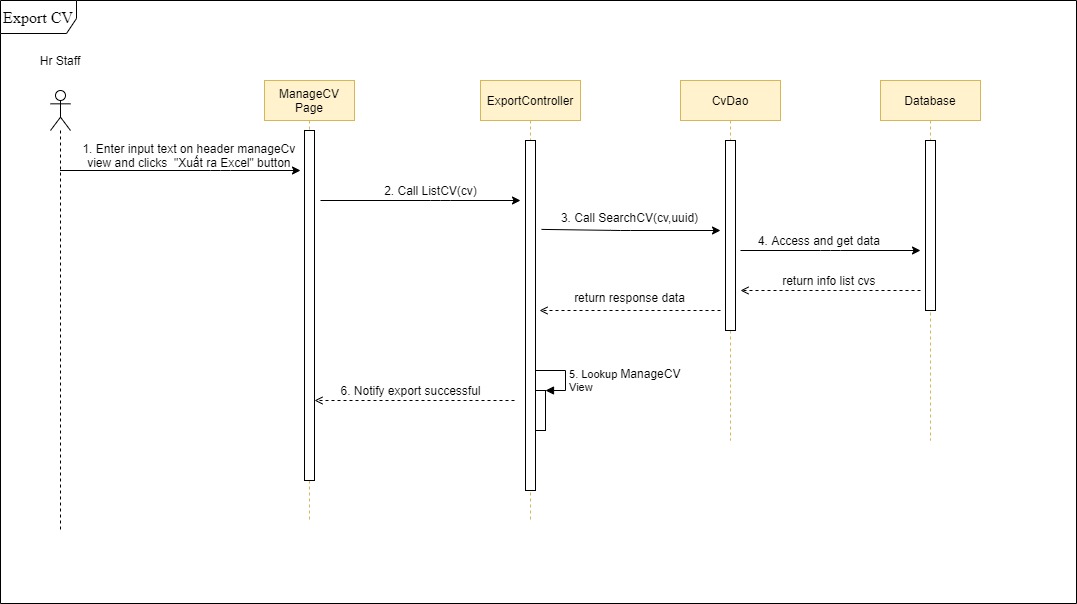 Export CV
Hr Staff
ManageCV
Page
ExportController
CvDao
Database
1. Enter input text on header manageCv
view and clicks "Xuất ra Excel" button
2. Call ListCV(cv)
3. Call SearchCV(cv,uuid)
4. Access and get data
return info list cvs
return response data
5. Lookup ManageCV
View
6. Notify export successful